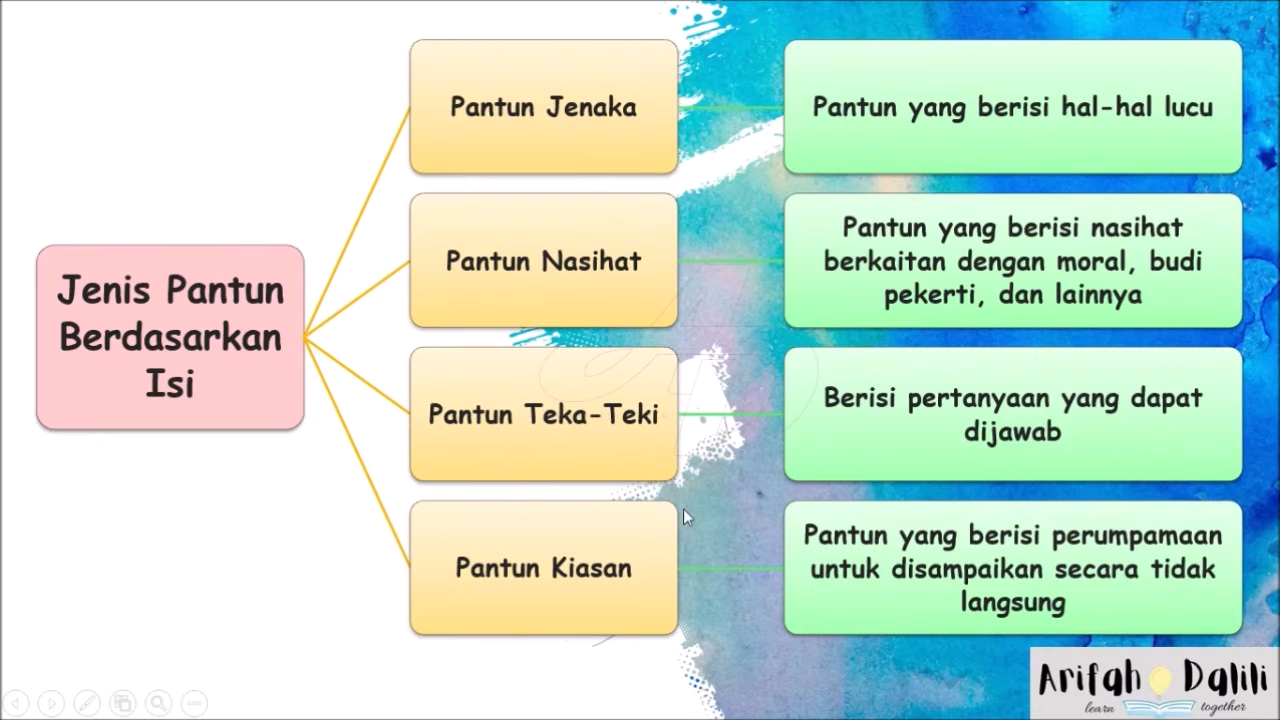 Jenis Pantun
Berdasarkan
Isi
Pantun Jenaka
Pantun yang berisi hal-hal lucu
Pantun Nasihat
Pantun yang berisi nasihat
berkaitan dengan moral, budi
pekerti, dan lainnya
Pantun Teka-Teki
Berisi pertanyaan yang dapat
dijawab
Pantun Kiasan
Pantun yang berisi perumpamaan
untuk disampaikan secara tidak
langsung
Arifah Dalili
learn together